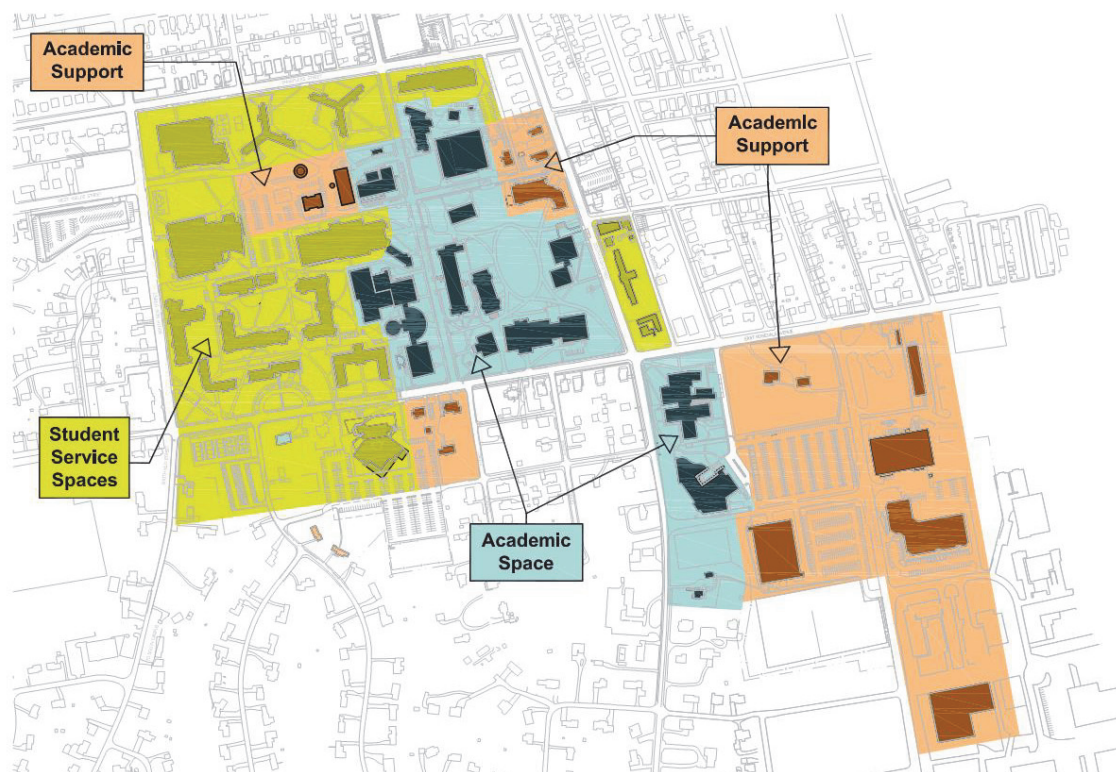 Academic
Support
Academic
Support
Student
Service
Spaces
Academic
Space